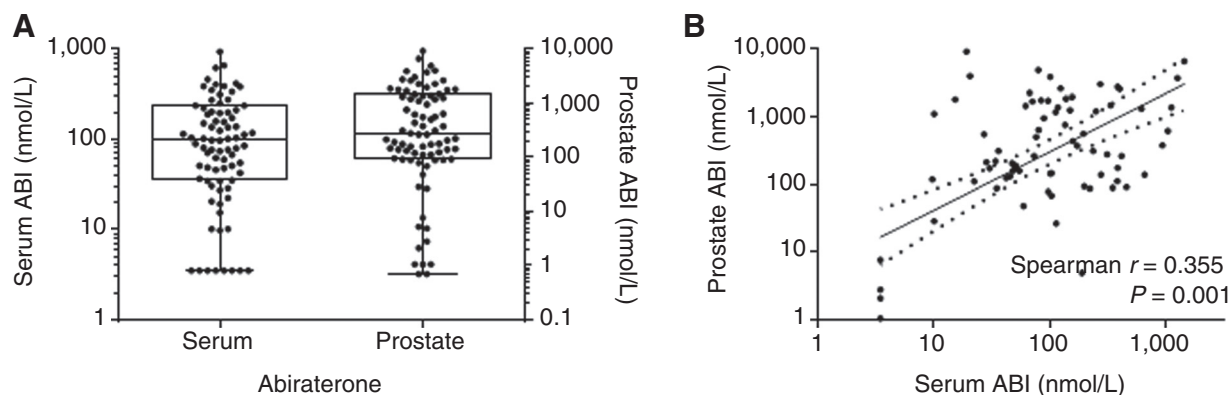 A
Serum ABI (nmol/L)
1,000
100
10
1
10,000
1,000
100
10
1
0.1
Prostate ABI (nmol/L)
Serum
Prostate
Abiraterone
B
Prostate ABI (nmol/L)
10,000
1,000
100
10
1
Spearman r = 0.355
P = 0.001
1
10
100
1,000
Serum ABI (nmol/L)